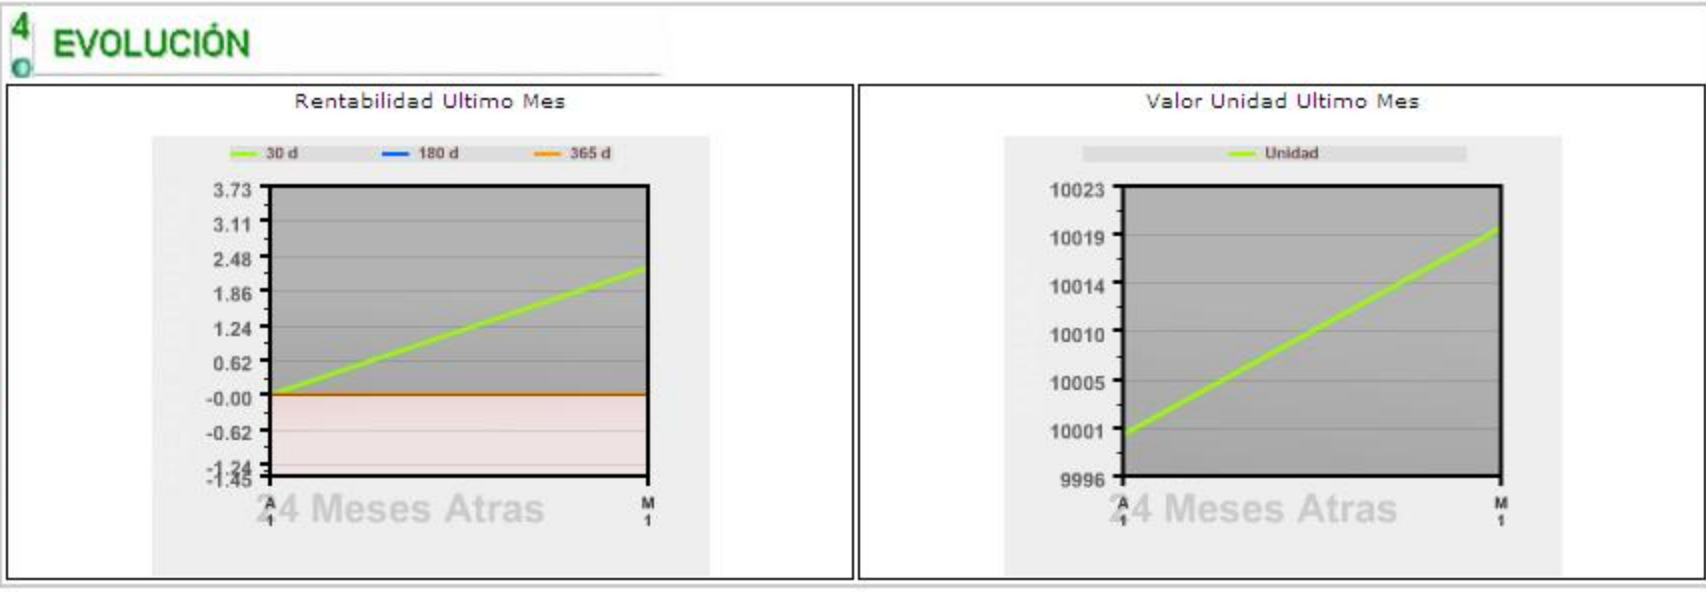 4
EVOLUCIÓN
Rentabilidad Ultimo Mes
30 d 180 d 365 d
3.73
3.11
2.48
1.86
1.24
0.62
-0.00
-0.62
-1.24
-1.45
A
1
M
1
24 Meses Atras
Valor Unidad Ultimo Mes
Unidad
10023
10019
10014
10010
10005
10001
9996
A
1
M
1
24 Meses Atras